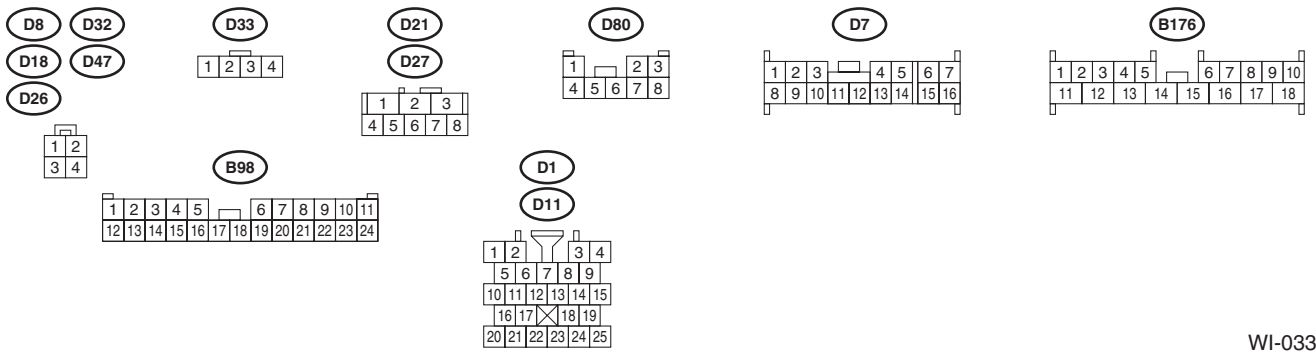 D8 D32 D33 D21 D80 D7 B176
D18 D47 D27
D26
1 2 3 4
1 2 3
4 5 6 7 8
1 2 3
4 5 6 7 8
1 2 3 4 5 6 7
8 9 10 11 12 13 14 15 16
1 2 3 4 5 6 7 8 9 10
11 12 13 14 15 16 17 18
1 2
3 4
B98
1 2 3 4 5 6 7 8 9 10 11
12 13 14 15 16 17 18 19 20 21 22 23 24
D1
D11
1 2 3 4
5 6 7 8 9
10 11 12 13 14 15
16 17 18 19
20 21 22 23 24 25
WI-033